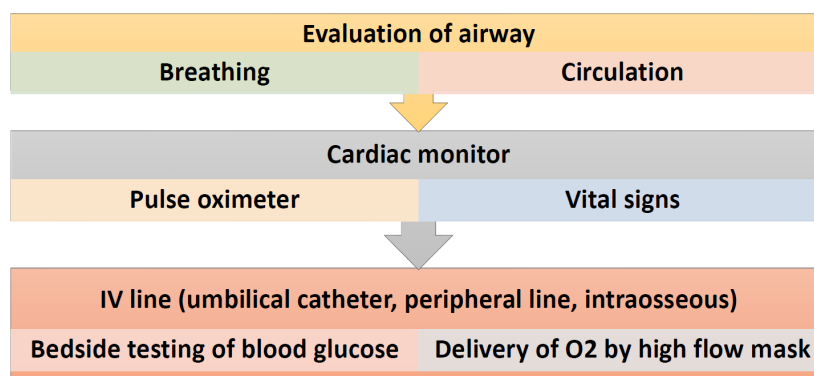 Evaluation of airway
Breathing
Circulation
Cardiac monitor
Pulse oximeter
Vital signs
IV line (umbilical catheter, peripheral line, intraosseous)
Bedside testing of blood glucose
Delivery of O2 by high flow mask